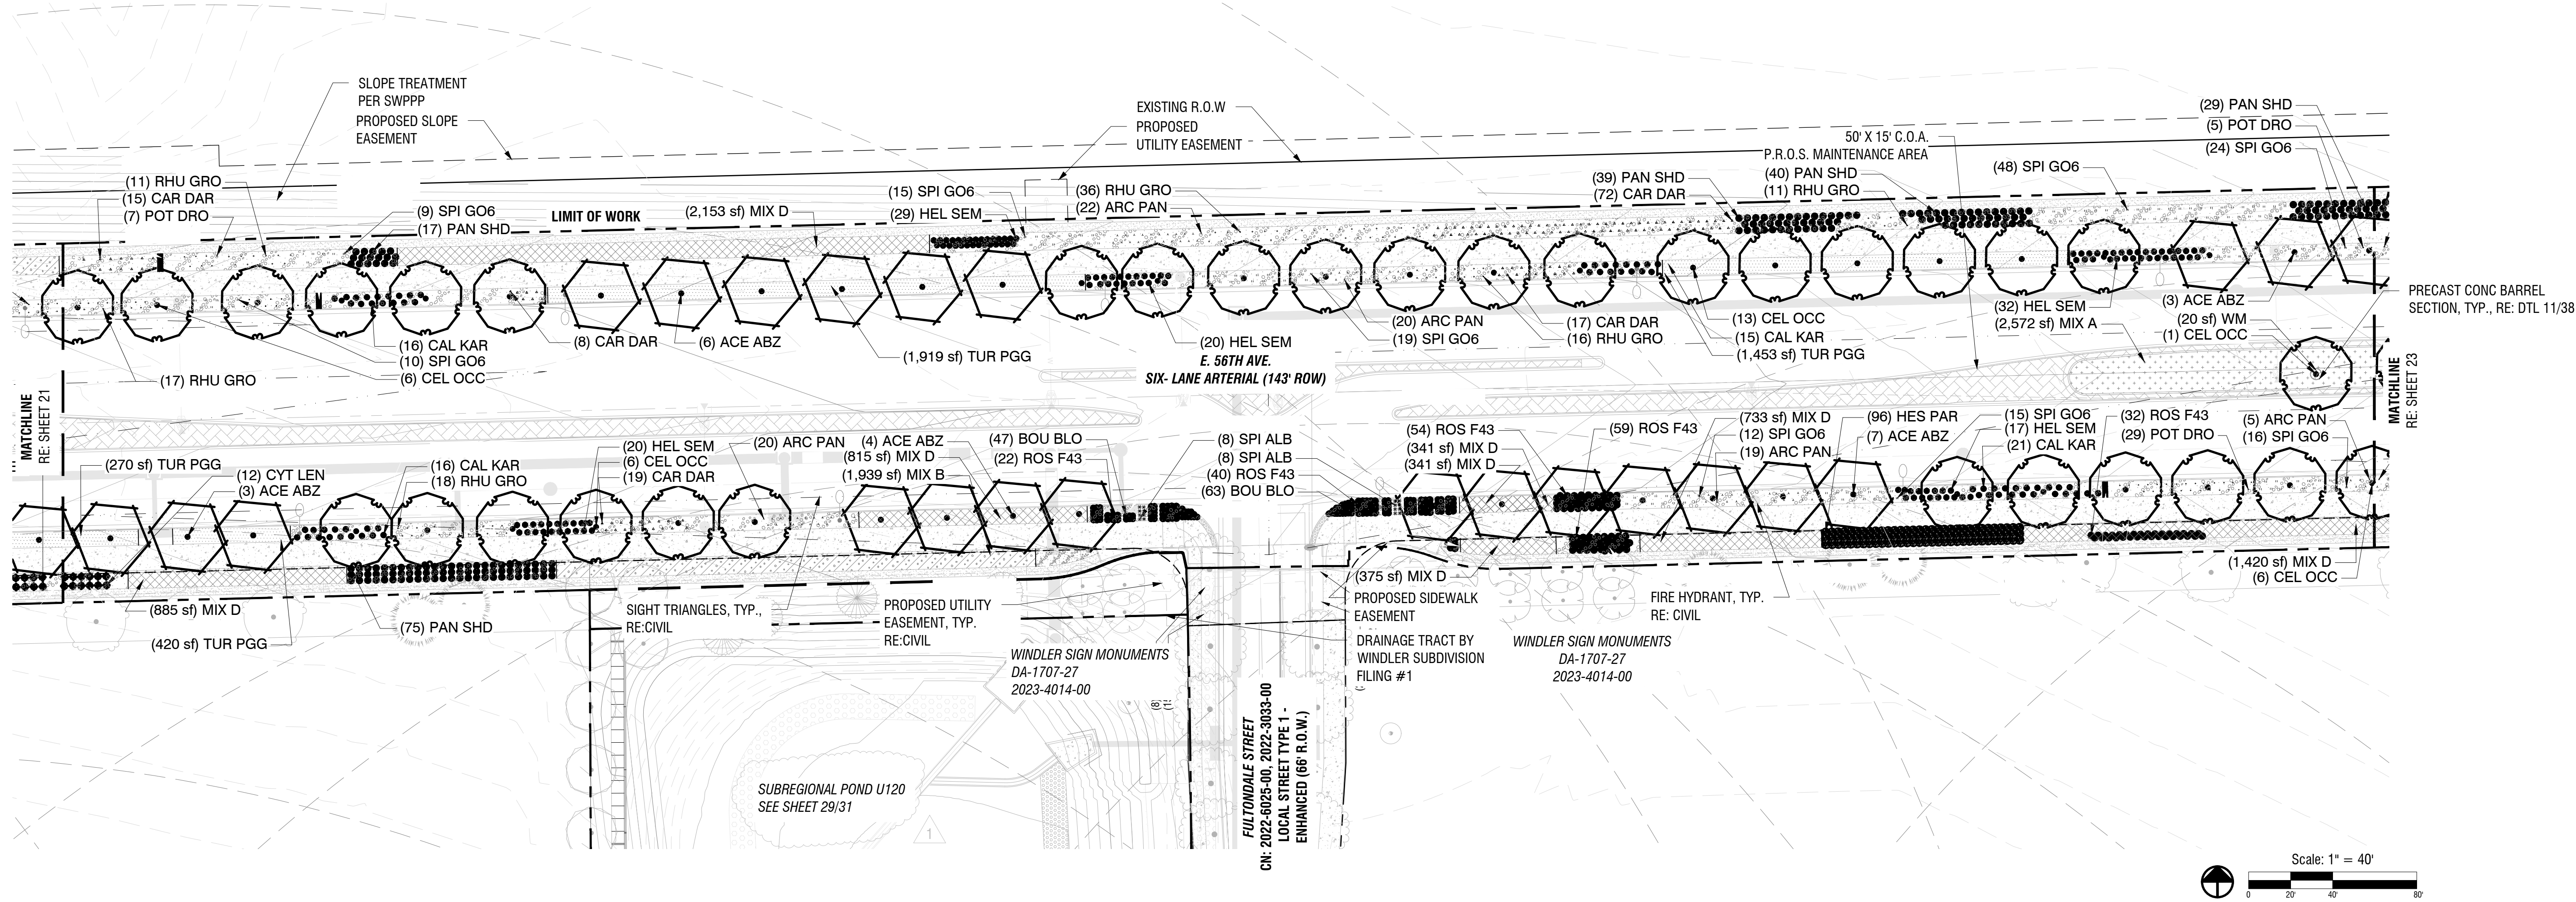 SLOPE TREATMENT
PER SWPPP
PROPOSED SLOPE
EASEMENT
EXISTING R.O.W
PROPOSED
UTILITY EASEMENT
50' X 15' C.O.A.
P.R.O.S. MAINTENANCE AREA
(29) PAN SHD
(5) POT DRO
(24) SPI GO6
(11) RHU GRO
(15) CAR DAR
(7) POT DRO
(9) SPI GO6
(17) PAN SHD
LIMIT OF WORK
(2,153 sf) MIX D
(15) SPI GO6
(29) HEL SEM
(36) RHU GRO
(22) ARC PAN
(39) PAN SHD
(72) CAR DAR
(40) PAN SHD
(11) RHU GRO
(48) SPI GO6
(17) RHU GRO
(16) CAL KAR
(10) SPI GO6
(6) CEL OCC
(8) CAR DAR
(6) ACE ABZ
(1,919 sf) TUR PGG
(20) HEL SEM
E. 56TH AVE.
SIX- LANE ARTERIAL (143' ROW)
(20) ARC PAN
(19) SPI GO6
(17) CAR DAR
(16) RHU GRO
(13) CEL OCC
(15) CAL KAR
(1,453 sf) TUR PGG
(32) HEL SEM
(2,572 sf) MIX A
(3) ACE ABZ
(20 sf) WM
(1) CEL OCC
PRECAST CONC BARREL
SECTION, TYP., RE: DTL 11/38
MATCHLINE
RE: SHEET 21
MATCHLINE
RE: SHEET 23
(270 sf) TUR PGG
(12) CYT LEN
(3) ACE ABZ
(16) CAL KAR
(18) RHU GRO
(20) HEL SEM
(6) CEL OCC
(19) CAR DAR
(20) ARC PAN
(4) ACE ABZ
(815 sf) MIX D
(1,939 sf) MIX B
(47) BOU BLO
(22) ROS F43
(8) SPI ALB
(8) SPI ALB
(40) ROS F43
(63) BOU BLO
(54) ROS F43
(341 sf) MIX D
(341 sf) MIX D
(59) ROS F43
(733 sf) MIX D
(12) SPI GO6
(19) ARC PAN
(96) HES PAR
(7) ACE ABZ
(15) SPI GO6
(17) HEL SEM
(21) CAL KAR
(32) ROS F43
(29) POT DRO
(5) ARC PAN
(16) SPI GO6
(885 sf) MIX D
(420 sf) TUR PGG
(75) PAN SHD
SIGHT TRIANGLES, TYP.,
RE:CIVIL
PROPOSED UTILITY
EASEMENT, TYP.
RE:CIVIL
WINDLER SIGN MONUMENTS
DA-1707-27
2023-4014-00
(375 sf) MIX D
PROPOSED SIDEWALK
EASEMENT
DRAINAGE TRACT BY
WINDLER SUBDIVISION
FILING #1
FIRE HYDRANT, TYP.
RE: CIVIL
WINDLER SIGN MONUMENTS
DA-1707-27
2023-4014-00
(1,420 sf) MIX D
(6) CEL OCC
SUBREGIONAL POND U120
SEE SHEET 29/31
1
FULTONDALE STREET
CN: 2022-6025-00, 2022-3033-00
LOCAL STREET TYPE 1 -
ENHANCED (66' R.O.W.)
Scale: 1" = 40'
0 20' 40' 80'